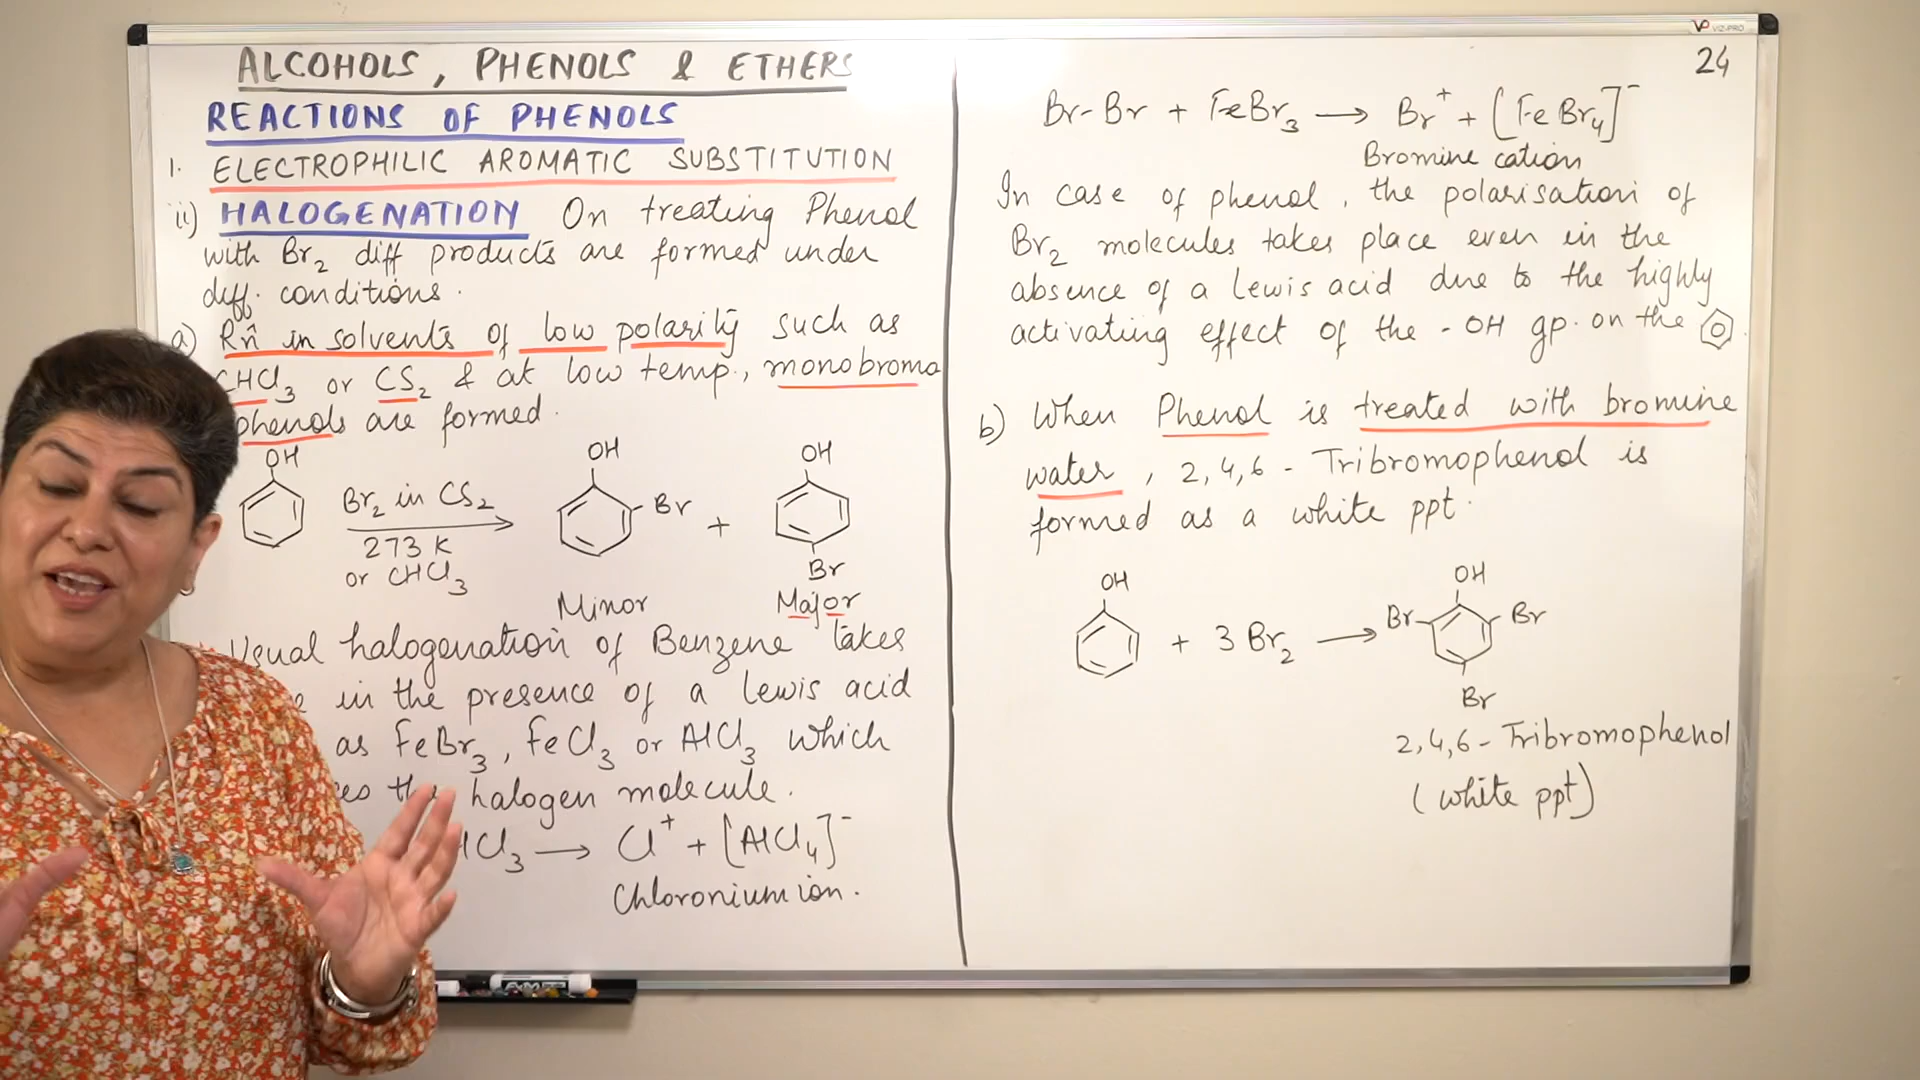 ALCOHOLS, PHENOLS & ETHERS
REACTIONS OF PHENOLS
1. ELECTROPHILIC AROMATIC SUBSTITUTION
ii) HALOGENATION On treating Phenol
with Br2 diff products are formed under
diff. conditions.
a) Rn̂ in solvents of low polarity such as
CHCl3 or CS2 & at low temp., monobromo
phenols are formed.
OH
Br2 in CS2
273 K
or CHCl3
OH
Br
+
OH
Br
Minor
Major
Usual halogenation of Benzene takes
in the presence of a Lewis acid
as FeBr3, FeCl3 or AlCl3 which
the halogen molecule.
Cl3 → Cl+ + [AlCl4]-
Chloronium ion.
VIZ-PRO
24
Br-Br + FeBr3 → Br+ + [FeBr4]-
Bromine cation
In case of phenol, the polarisation of
Br2 molecules takes place even in the
absence of a Lewis acid due to the highly
activating effect of the -OH gp. on the
b) When Phenol is treated with bromine
water, 2,4,6-Tribromophenol is
formed as a white ppt.
OH
+ 3 Br2 →
OH
Br
Br
Br
2,4,6-Tribromophenol
(white ppt)